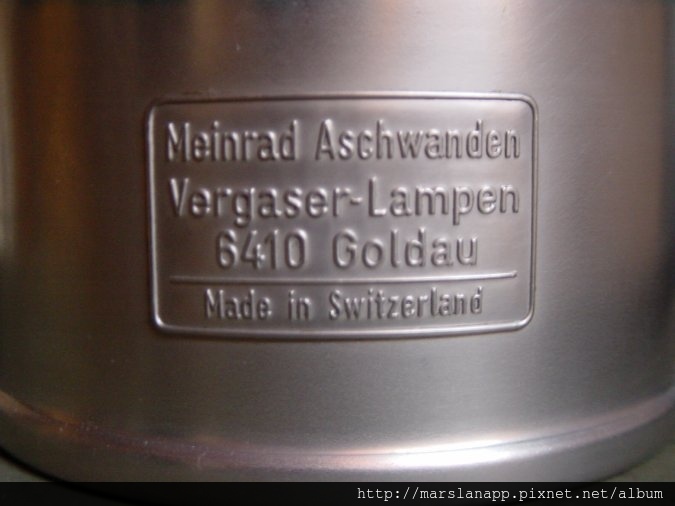 Meinrad Aschwanden
Vergaser-Lampen
6410 Goldau
Made in Switzerland
http://marslanapp.pixnet.net/album